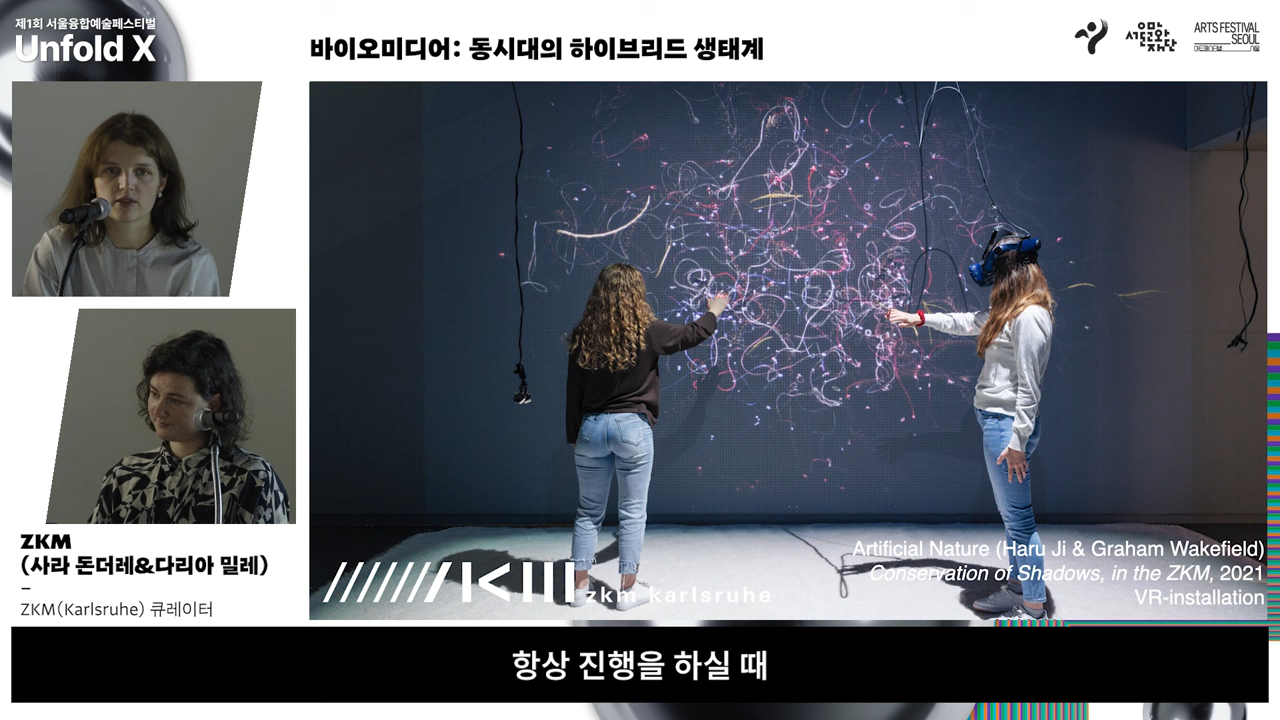 제1회 서울융합예술페스티벌
Unfold X
바이오미디어: 동시대의 하이브리드 생태계
서울문화재단
ARTS FESTIVAL
SEOUL
zkm karlsruhe
Artificial Nature (Haru Ji & Graham Wakefield)
Conservation of Shadows, in the ZKM, 2021
VR-installation
ZKM
(사라 돈더레&다리아 밀레)
–
ZKM(Karlsruhe) 큐레이터
항상 진행을 하실 때